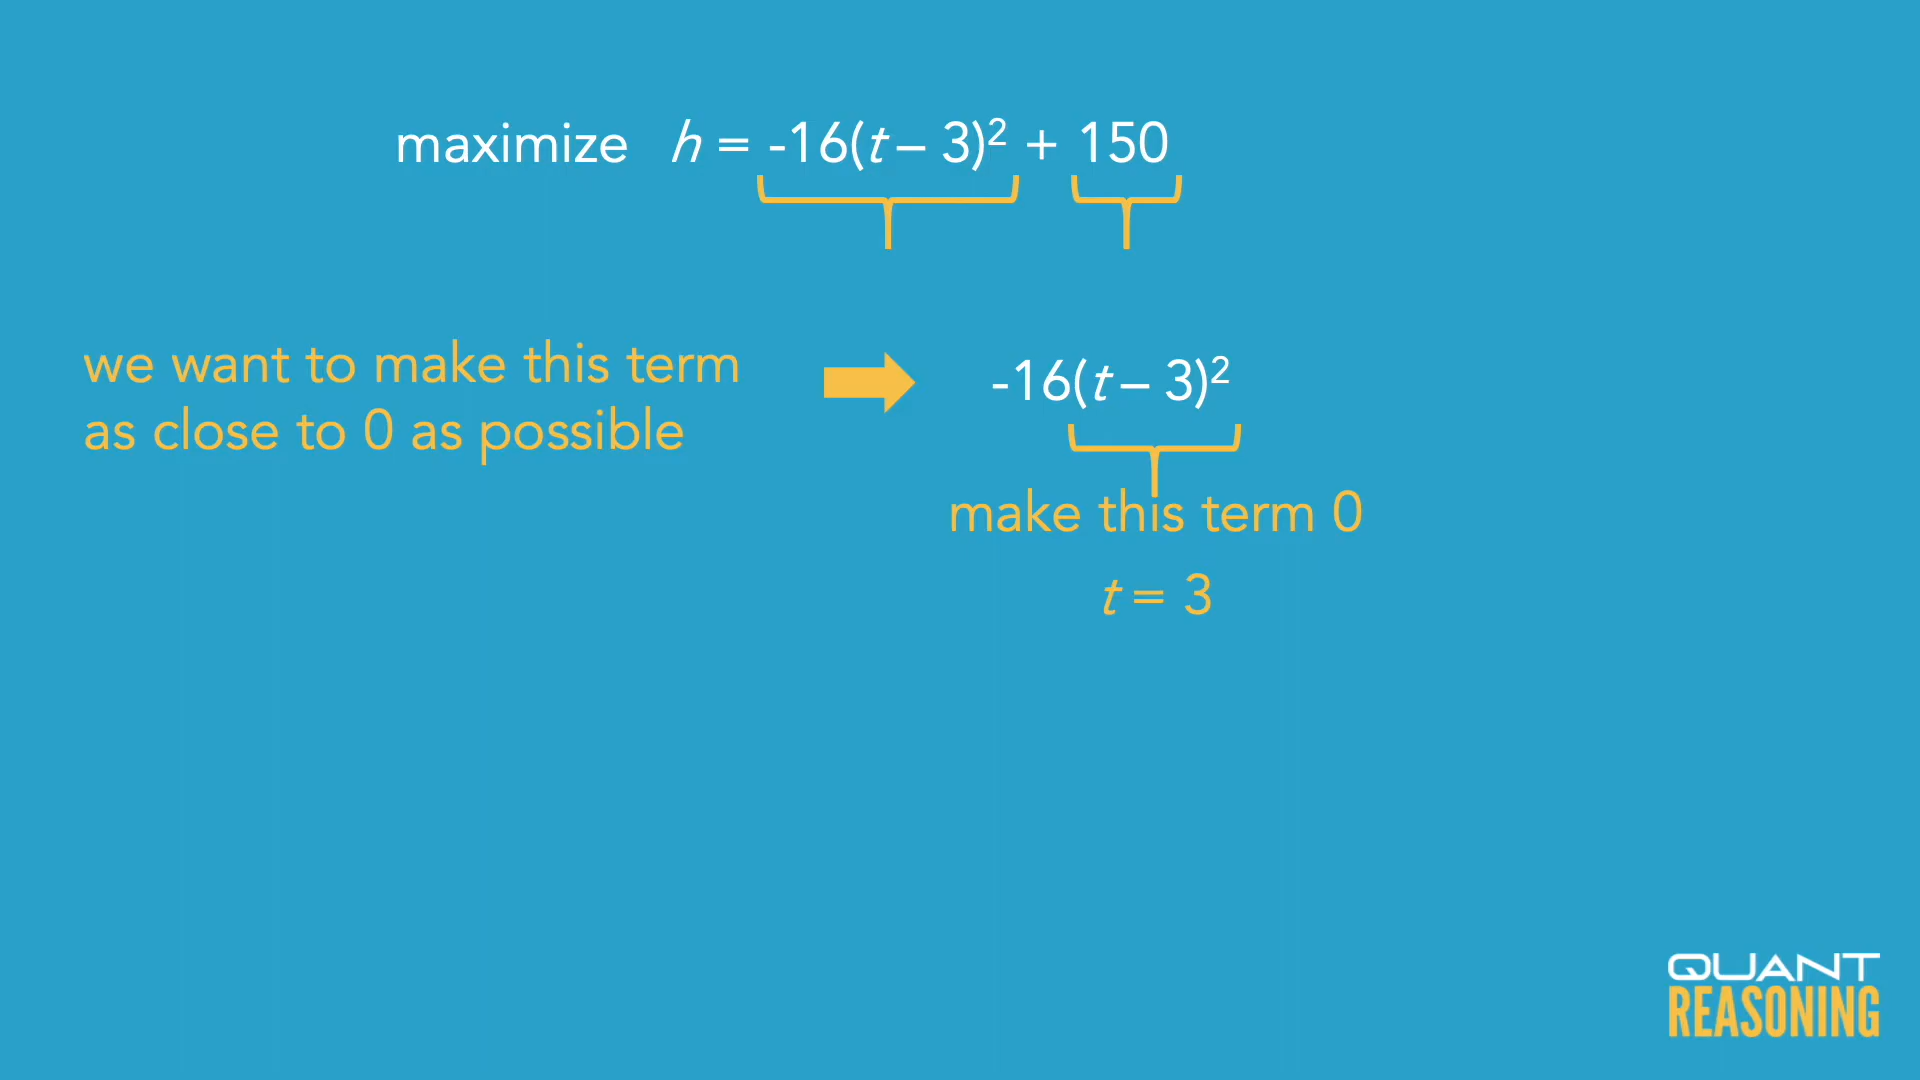 maximize h = -16(t – 3)² + 150
we want to make this term
as close to 0 as possible
-16(t – 3)²
make this term 0
t = 3
QUANT
REASONING